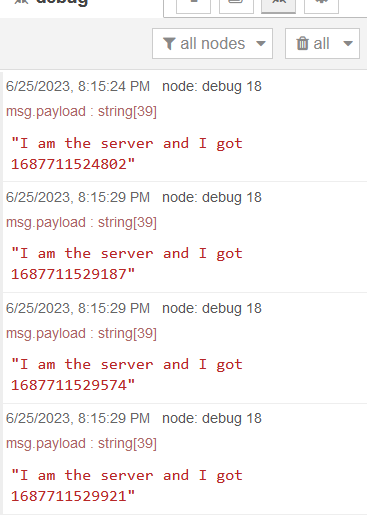 debug
all nodes
all
6/25/2023, 8:15:24 PM node: debug 18
msg.payload : string[39]
"I am the server and I got
1687711524802"
6/25/2023, 8:15:29 PM node: debug 18
msg.payload : string[39]
"I am the server and I got
1687711529187"
6/25/2023, 8:15:29 PM node: debug 18
msg.payload : string[39]
"I am the server and I got
1687711529574"
6/25/2023, 8:15:29 PM node: debug 18
msg.payload : string[39]
"I am the server and I got
1687711529921"